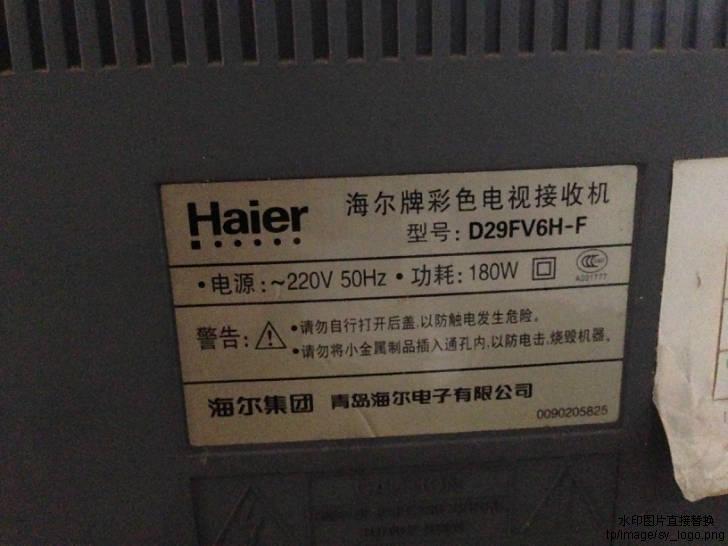 Haier
海尔牌彩色电视接收机
型号: D29FV6H-F
·电源:~220V 50Hz·功耗:180W
A001777
警告:
·请勿自行打开后盖,以防触电发生危险。
·请勿将小金属制品插入通孔内,以防电击,烧毁机器。
海尔集团 青岛海尔电子有限公司
0090205825
水印图片直接替换
tp/image/sy_logo.png